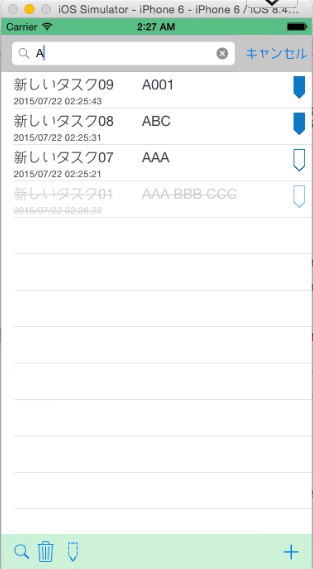 iOS Simulator - iPhone 6 - iPhone 6 / iOS 8.4...
Carrier 2:27 AM
A キャンセル
新しいタスク09 A001
2015/07/22 02:25:43
新しいタスク08 ABC
2015/07/22 02:25:31
新しいタスク07 AAA
2015/07/22 02:25:21
新しいタスク01 AAA BBB CCC
2015/07/22 02:26:23